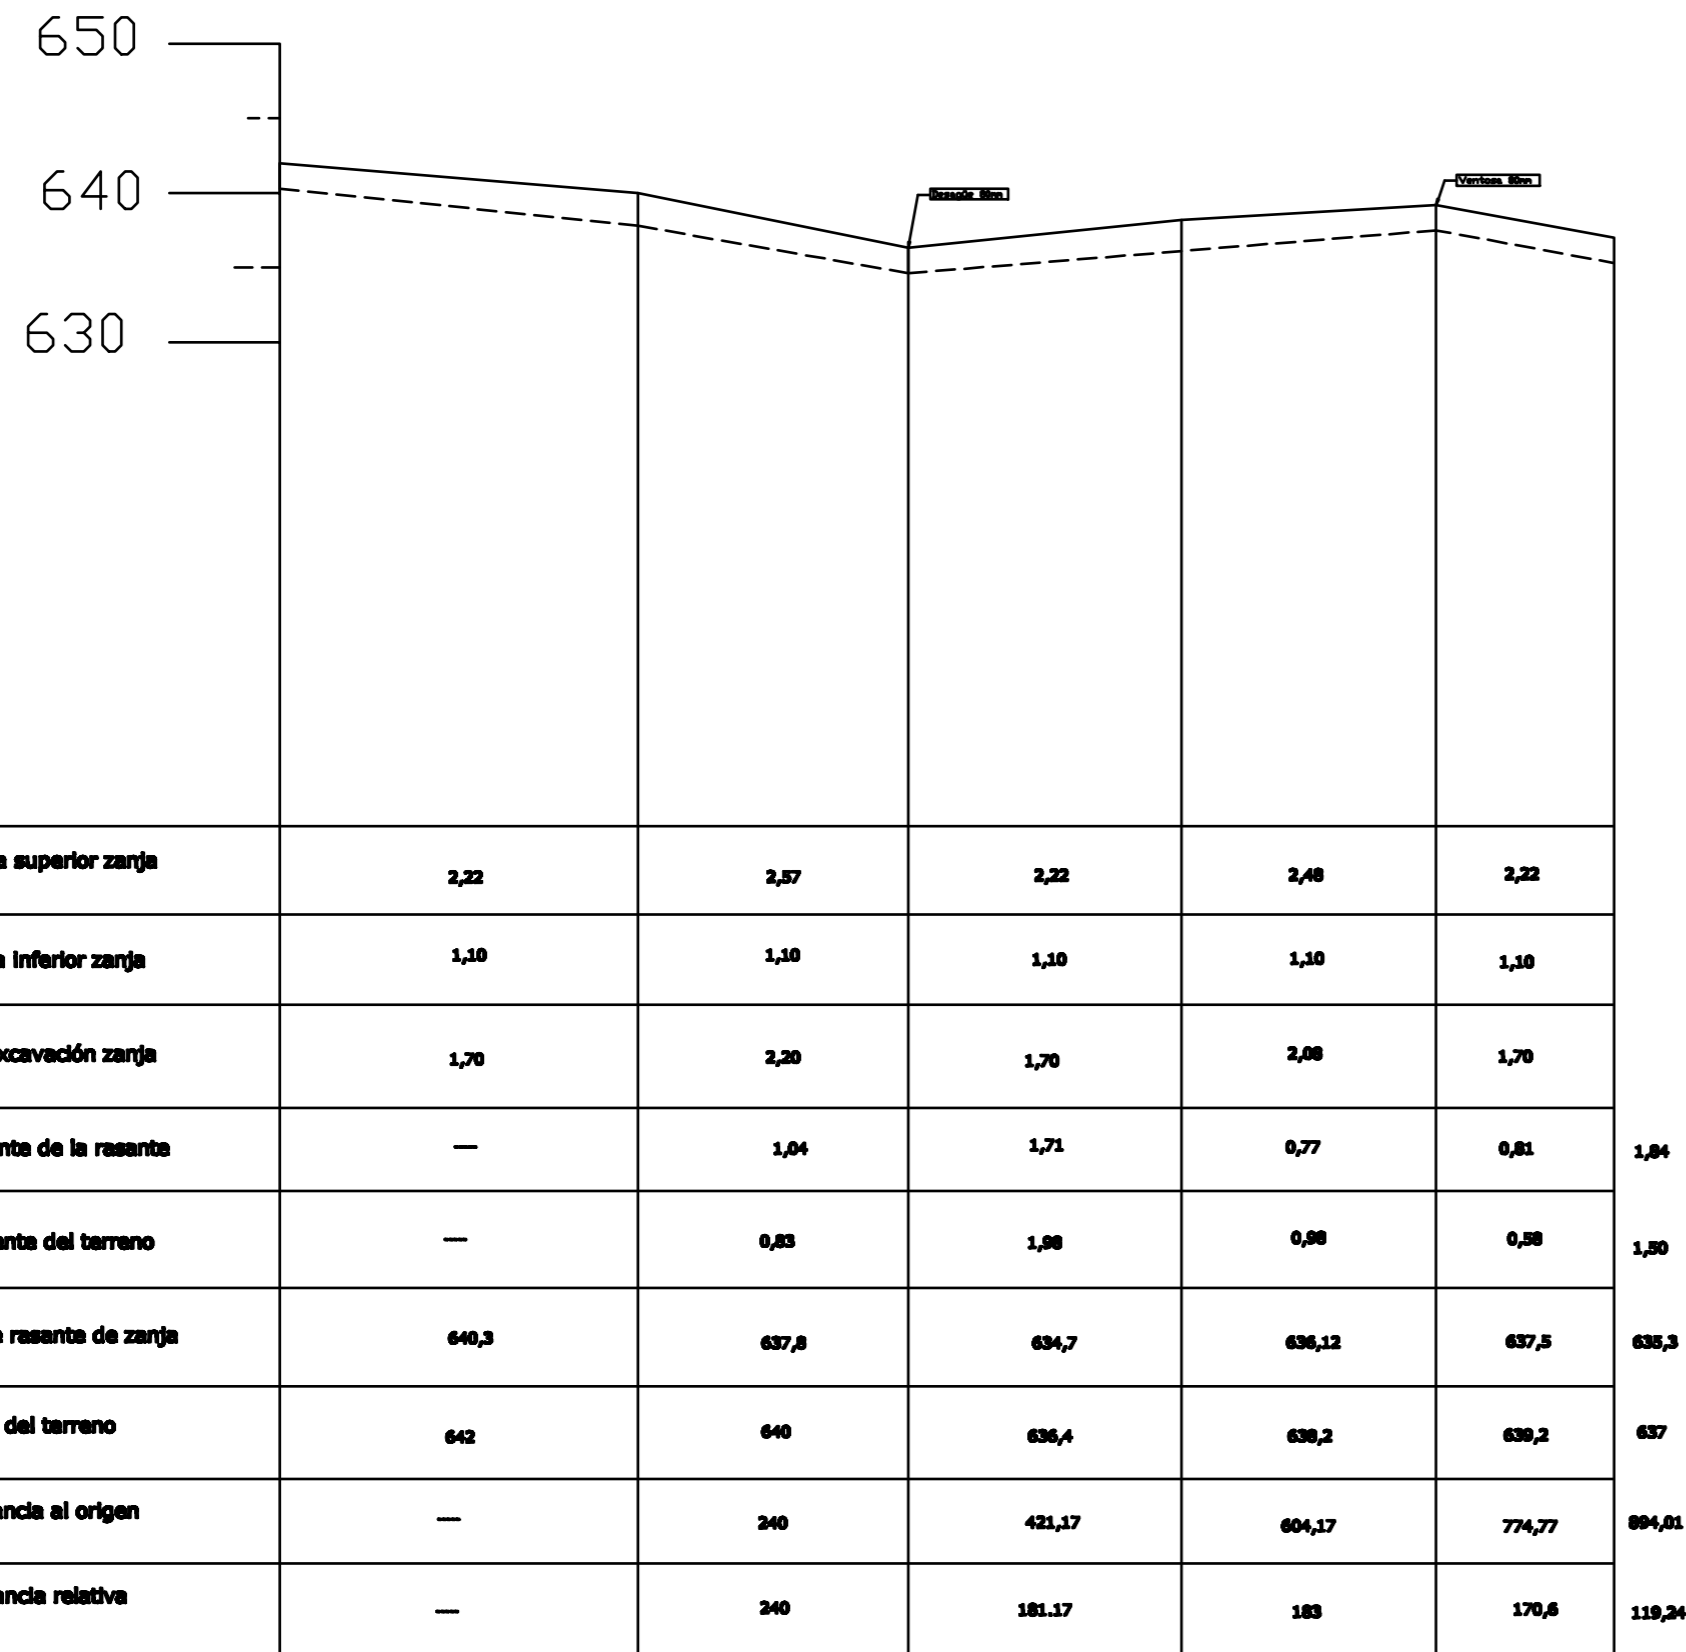 650
640
630
Desagüe 80mm
Ventosa 80mm
a superior zanja 2,22 2,57 2,22 2,48 2,22
a inferior zanja 1,10 1,10 1,10 1,10 1,10
xcavación zanja 1,70 2,20 1,70 2,08 1,70
nte de la rasante ---- 1,04 1,71 0,77 0,81 1,84
ante del terreno ----- 0,83 1,98 0,98 0,58 1,50
e rasante de zanja 640,3 637,8 634,7 636,12 637,5 635,3
del terreno 642 640 636,4 638,2 639,2 637
ancia al origen ----- 240 421,17 604,17 774,77 894,01
ancia relativa ----- 240 181.17 183 170,6 119,24